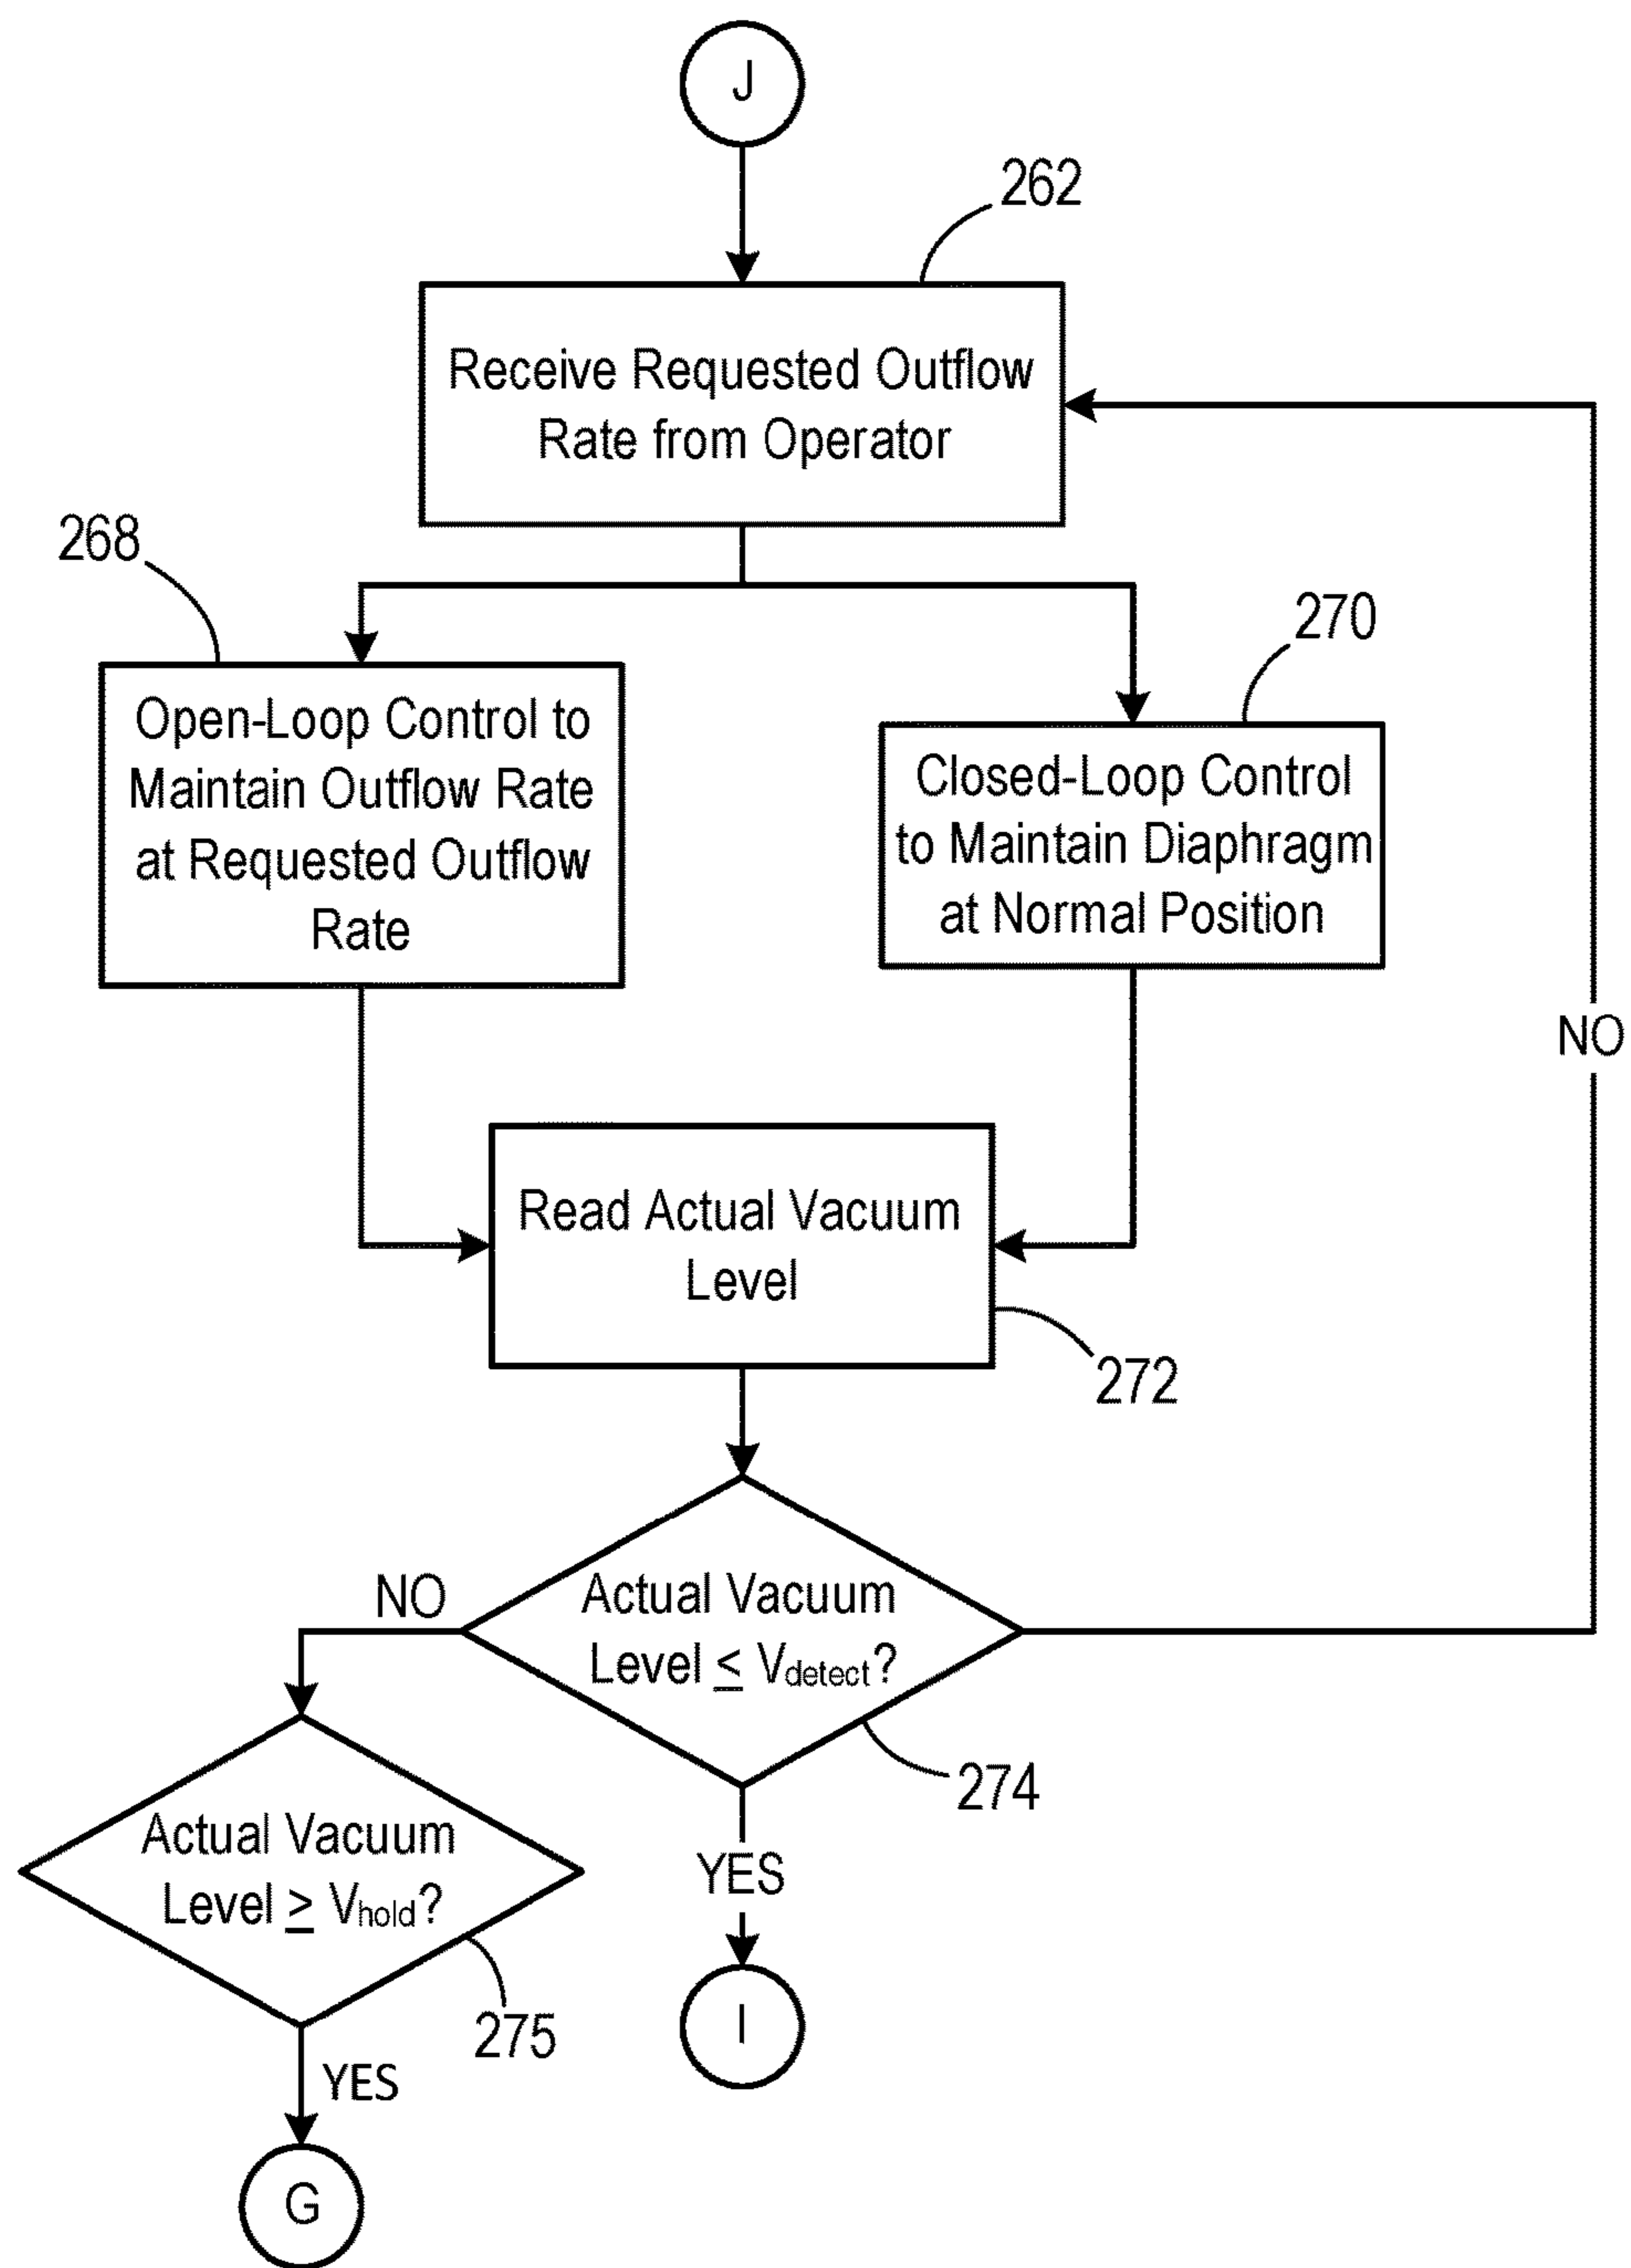 J
262
Receive Requested Outflow
Rate from Operator
268
270
Open-Loop Control to
Maintain Outflow Rate
at Requested Outflow
Rate
Closed-Loop Control
to Maintain Diaphragm
at Normal Position
NO
Read Actual Vacuum
Level
272
NO
Actual Vacuum
Level ≤ Vdetect?
274
Actual Vacuum
Level ≥ Vhold?
275
YES
I
YES
G